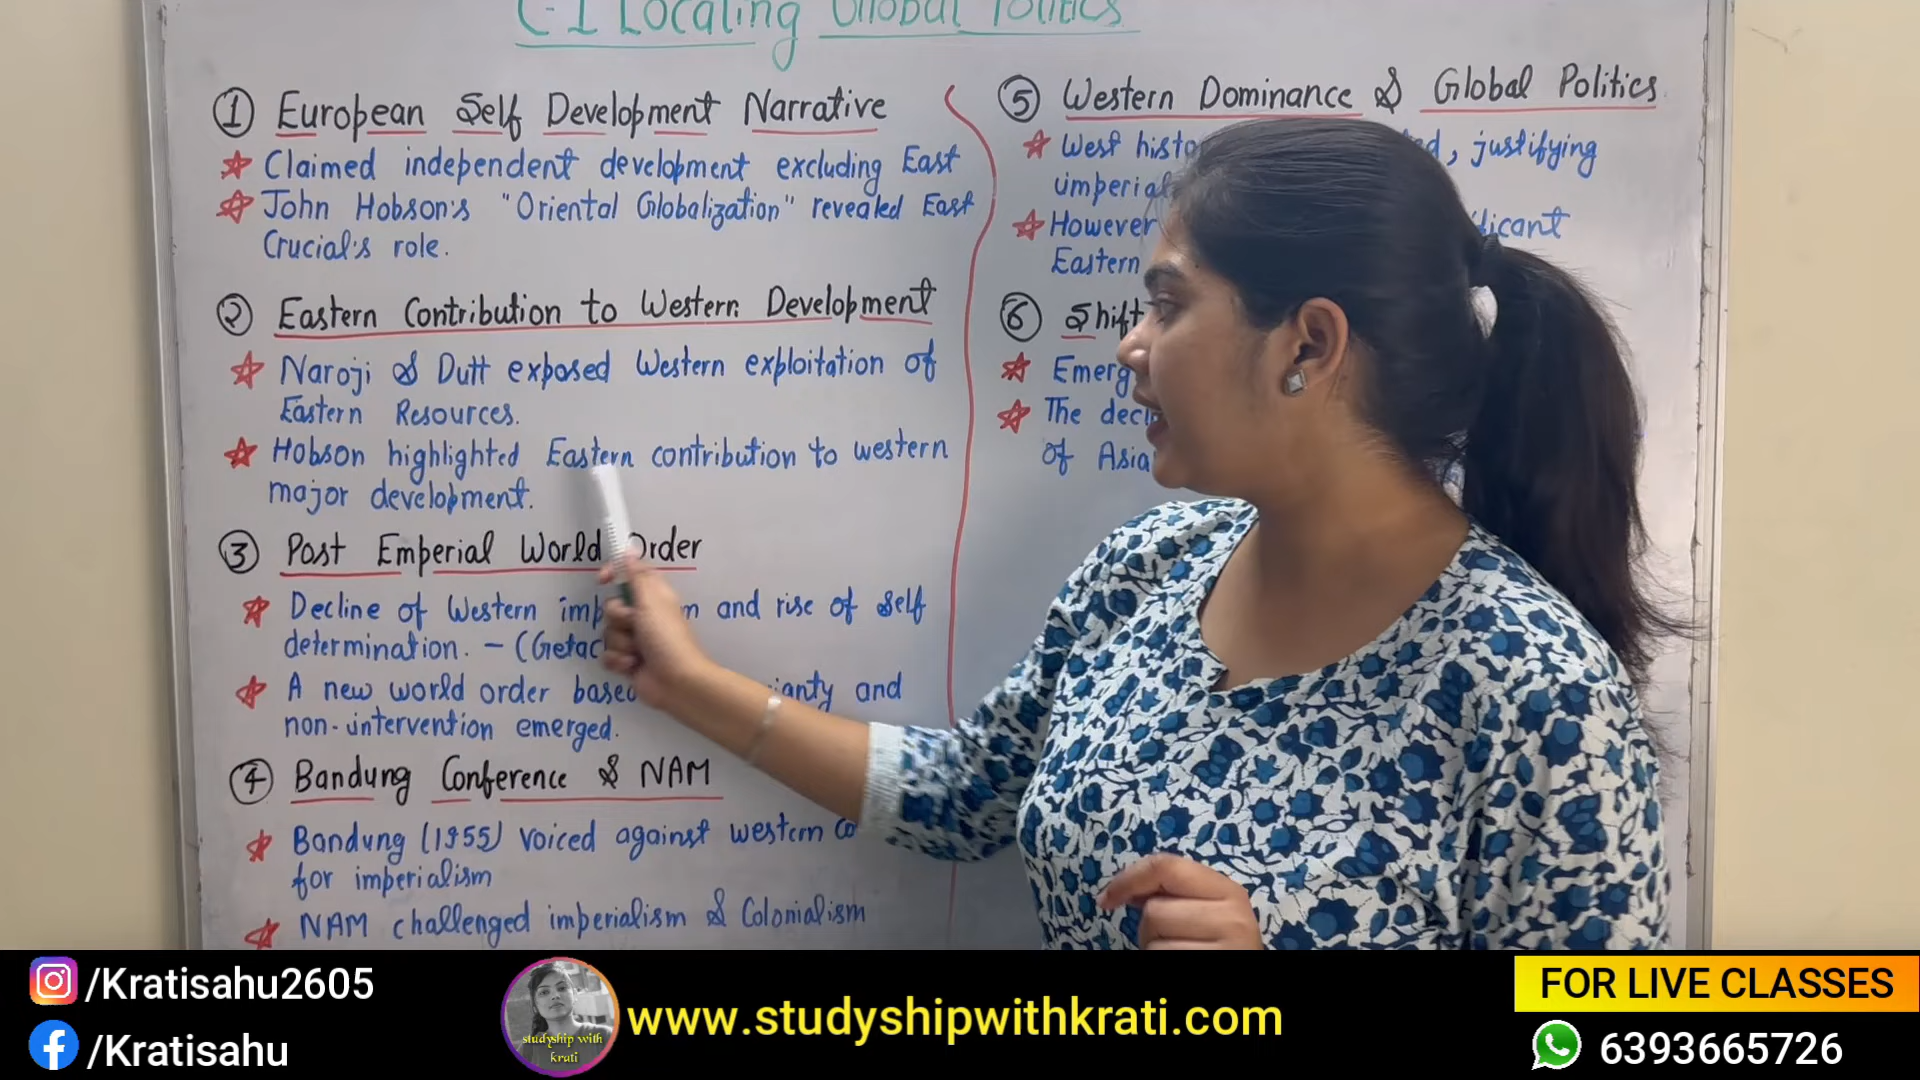 C-1 Locating Global Politics
① European Self Development Narrative
Claimed independent development excluding East
John Hobson's "Oriental Globalization" revealed East
Crucial's role.
② Eastern Contribution to Western Development
Naroji & Dutt exposed Western exploitation of
Eastern Resources.
Hobson highlighted Eastern contribution to western
major development.
③ Post Emperial World Order
Decline of Western and rise of Self
determination. - (Getac
A new world order based and
non-intervention emerged.
④ Bandung Conference & NAM
Bandung (1955) voiced against western co
for imperialism
NAM challenged imperialism & Colonialism
⑤ Western Dominance & Global Politics
West histo , justifying
imperial
However
Eastern
⑥ Shift
Emerg
The decl
of Asia
/Kratisahu2605
/Kratisahu
studyship with
krati
www.studyshipwithkrati.com
FOR LIVE CLASSES
6393665726